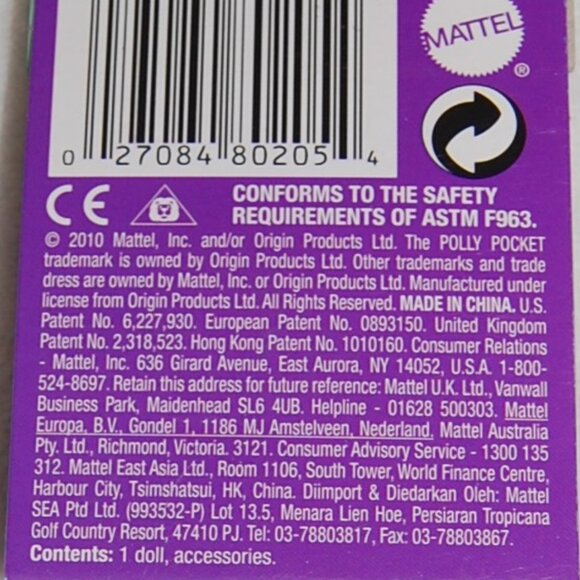 MATTEL
®
0 27084 80205 4
CE
CONFORMS TO THE SAFETY
REQUIREMENTS OF ASTM F963.
© 2010 Mattel, Inc. and/or Origin Products Ltd. The POLLY POCKET
trademark is owned by Origin Products Ltd. Other trademarks and trade
dress are owned by Mattel, Inc. or Origin Products Ltd. Manufactured under
license from Origin Products Ltd. All Rights Reserved. MADE IN CHINA. U.S.
Patent No. 6,227,930. European Patent No. 0893150. United Kingdom
Patent No. 2,318,523. Hong Kong Patent No. 1010160. Consumer Relations
- Mattel, Inc. 636 Girard Avenue, East Aurora, NY 14052, U.S.A. 1-800-
524-8697. Retain this address for future reference: Mattel U.K. Ltd., Vanwall
Business Park, Maidenhead SL6 4UB. Helpline - 01628 500303. Mattel
Europa, B.V., Gondel 1, 1186 MJ Amstelveen, Nederland. Mattel Australia
Pty. Ltd., Richmond, Victoria. 3121. Consumer Advisory Service - 1300 135
312. Mattel East Asia Ltd., Room 1106, South Tower, World Finance Centre,
Harbour City, Tsimshatsui, HK, China. Diimport & Diedarkan Oleh: Mattel
SEA Ptd Ltd. (993532-P) Lot 13.5, Menara Lien Hoe, Persiaran Tropicana
Golf Country Resort, 47410 PJ. Tel: 03-78803817, Fax: 03-78803867.
Contents: 1 doll, accessories.